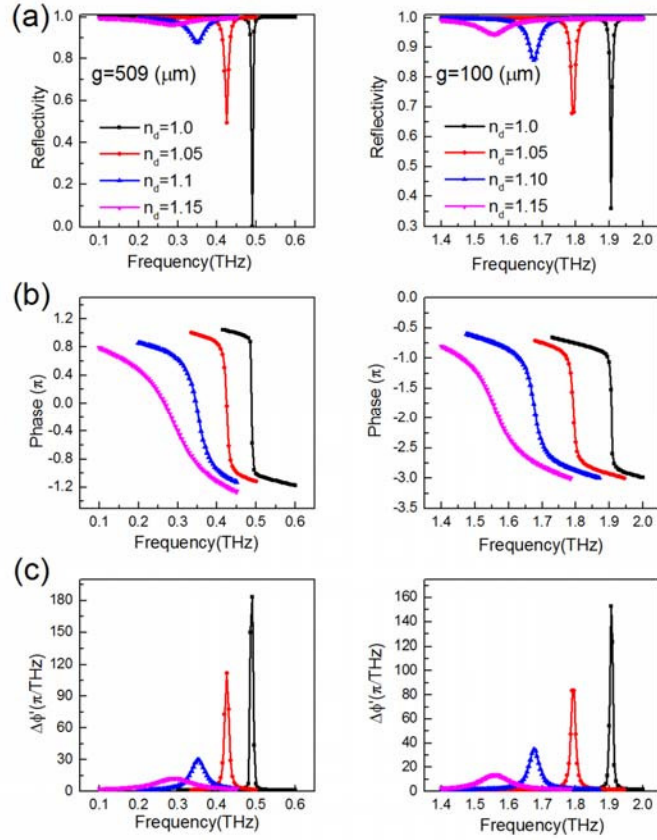 (a)
1.0
0.8
0.6
0.4
0.2
0.0
Reflectivity
g=509 (μm)
n_d=1.0
n_d=1.05
n_d=1.1
n_d=1.15
0.1 0.2 0.3 0.4 0.5 0.6
Frequency(THz)
1.0
0.9
0.8
0.7
0.6
0.5
0.4
0.3
Reflectivity
g=100 (μm)
n_d=1.0
n_d=1.05
n_d=1.10
n_d=1.15
1.4 1.5 1.6 1.7 1.8 1.9 2.0
Frequency(THz)
(b)
1.2
0.8
0.4
0.0
-0.4
-0.8
-1.2
Phase (π)
0.1 0.2 0.3 0.4 0.5 0.6
Frequency(THz)
0.0
-0.5
-1.0
-1.5
-2.0
-2.5
-3.0
-3.5
Phase (π)
1.4 1.5 1.6 1.7 1.8 1.9 2.0
Frequency(THz)
(c)
180
150
120
90
60
30
0
Δϕ'(π/THz)
0.1 0.2 0.3 0.4 0.5 0.6
Frequency(THz)
160
140
120
100
80
60
40
20
0
Δϕ'(π/THz)
1.4 1.5 1.6 1.7 1.8 1.9 2.0
Frequency(THz)